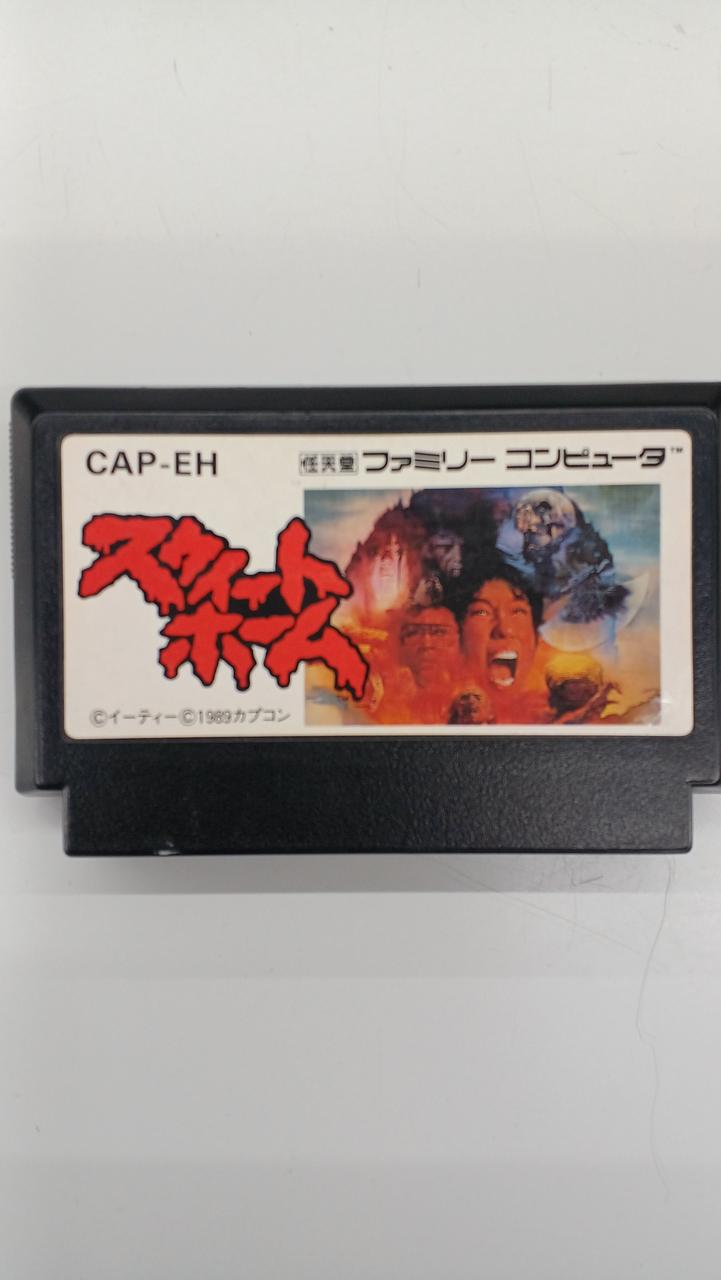 CAP-EH
任天堂 ファミリー コンピュータ™
スウィート
ホーム
©イーティー©1989カプコン